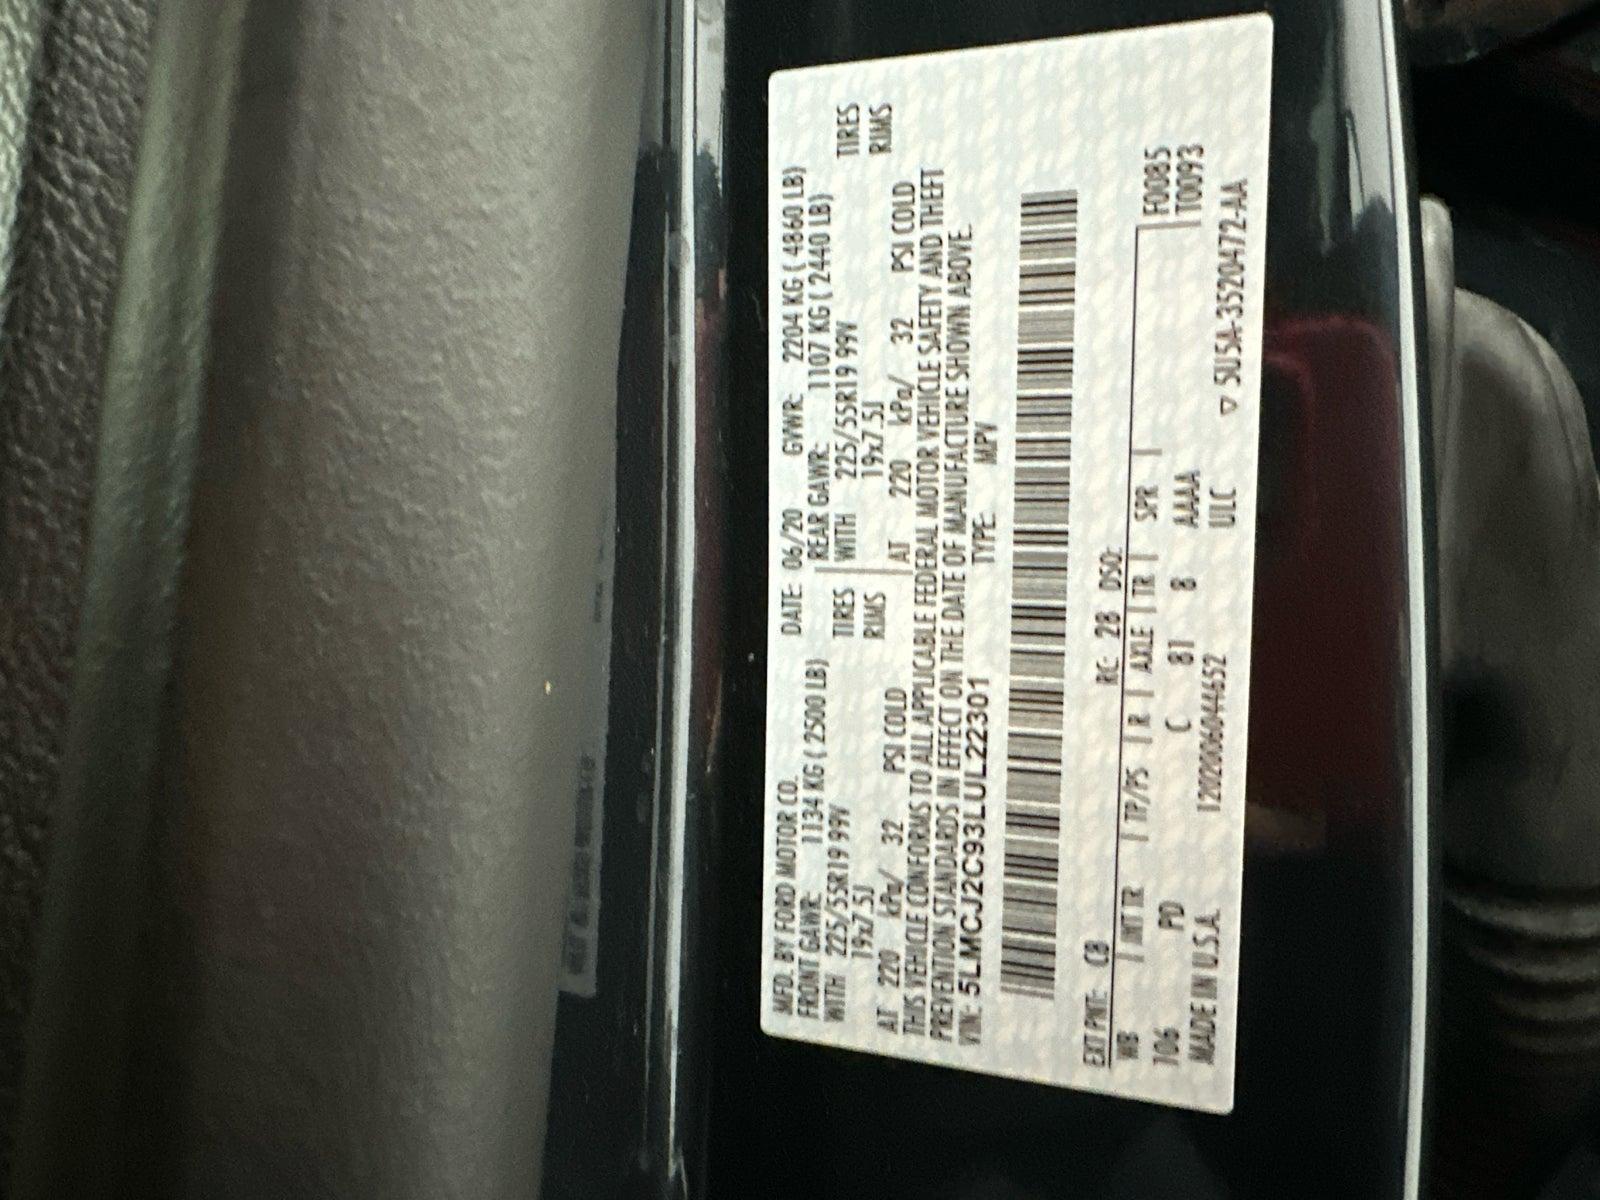 MFD. BY FORD MOTOR CO. DATE: 06/20 GVWR: 2204 KG ( 4860 LB)
FRONT GAWR: 1134 KG ( 2500 LB) REAR GAWR: 1107 KG ( 2440 LB)
WITH 225/55R19 99V TIRES WITH 225/55R19 99V TIRES
19x7.5J RIMS 19x7.5J RIMS
AT 220 kPa/ 32 PSI COLD AT 220 kPa/ 32 PSI COLD
THIS VEHICLE CONFORMS TO ALL APPLICABLE FEDERAL MOTOR VEHICLE SAFETY AND THEFT
PREVENTION STANDARDS IN EFFECT ON THE DATE OF MANUFACTURE SHOWN ABOVE.
VIN: 5LMCJ2C93LUL22301 TYPE: MPV
EXT PNT: C8 RC: 28 DSO:
WB | INT TR | TP/PS | R | AXLE | TR | SPR | F0085
106 PD C 81 8 AAAA T0093
MADE IN U.S.A. 12020060444652 ULC ▽ 5U5A-3520472-AA